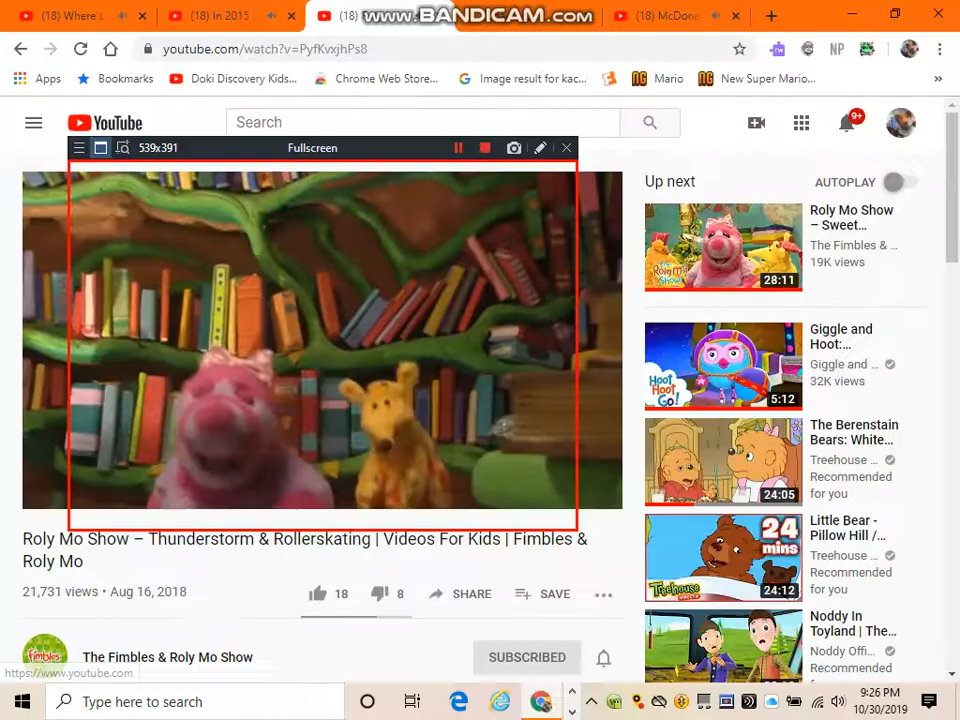 (18) Where's
(18) In 2015
(18)
www.BANDICAM.com
(18) McDona
youtube.com/watch?v=PyfKvxjhPs8
NP
Apps
Bookmarks
Doki Discovery Kids...
Chrome Web Store...
Image result for kac...
Mario
New Super Mario...
YouTube
Search
9+
539x391
Fullscreen
Up next
AUTOPLAY
Roly Mo Show
– Sweet...
The Fimbles & ...
19K views
28:11
Giggle and
Hoot:...
Giggle and ...
32K views
HOOT
HOOT
GO!
5:12
The Berenstain
Bears: White...
Treehouse ...
Recommended
for you
24:05
Little Bear -
Pillow Hill /...
Treehouse ...
Recommended
for you
24 mins
Treehouse
24:12
Noddy In
Toyland | The...
Noddy Offi...
Recommended
Roly Mo Show – Thunderstorm & Rollerskating | Videos For Kids | Fimbles &
Roly Mo
21,731 views • Aug 16, 2018
18
8
SHARE
SAVE
fimbles
The Fimbles & Roly Mo Show
SUBSCRIBED
https://www.youtube.com
Type here to search
9:26 PM
10/30/2019